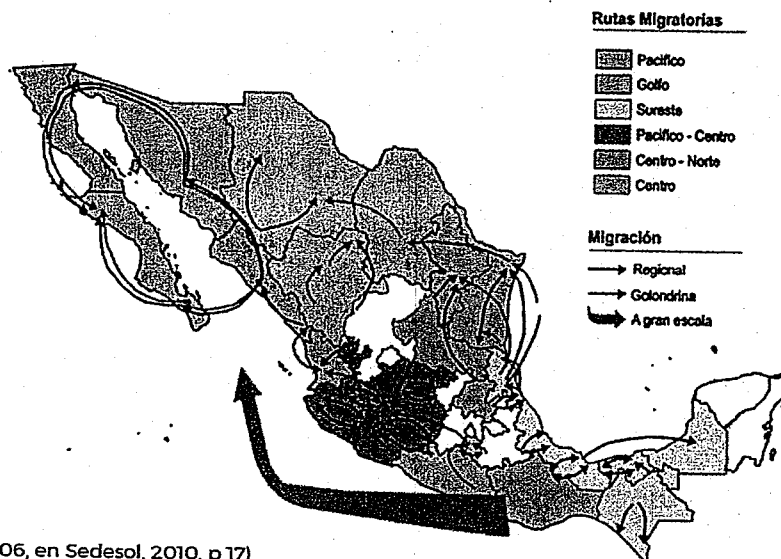 Rutas Migratorias
Pacífico
Golfo
Sureste
Pacífico - Centro
Centro - Norte
Centro
Migración
Regional
Golondrina
A gran escala
06, en Sedesol, 2010, p 17)